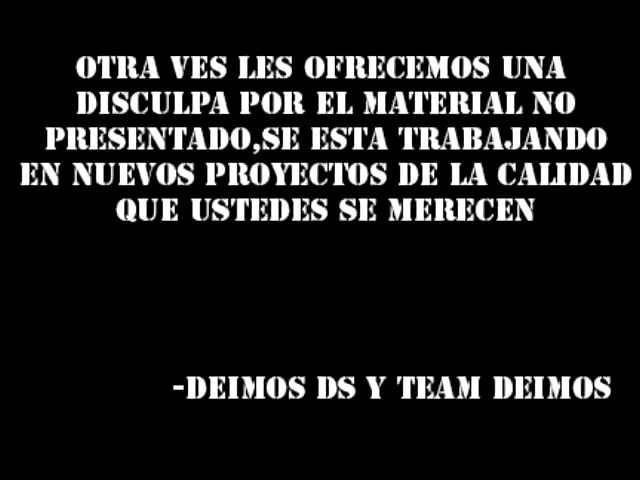 OTRA VES LES OFRECEMOS UNA
DISCULPA POR EL MATERIAL NO
PRESENTADO,SE ESTA TRABAJANDO
EN NUEVOS PROYECTOS DE LA CALIDAD
QUE USTEDES SE MERECEN
-DEIMOS DS Y TEAM DEIMOS